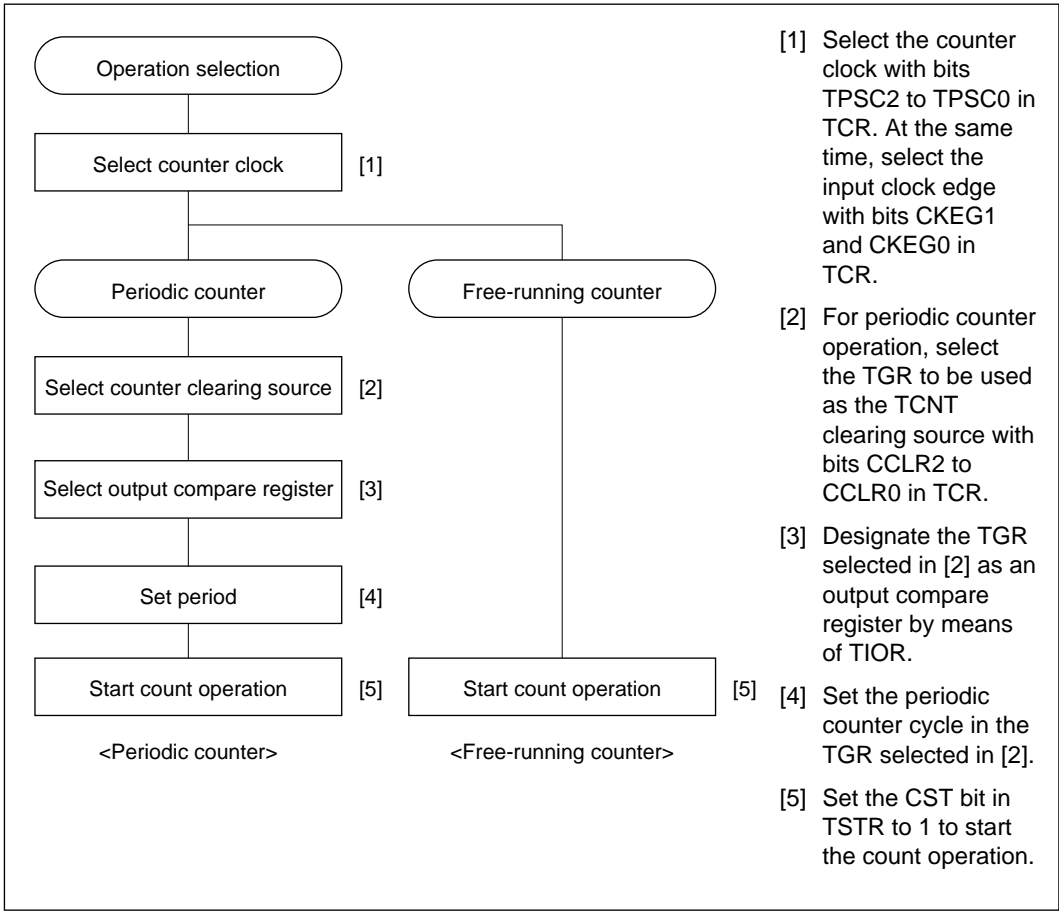 Operation selection
Select counter clock
[1]
Periodic counter
Free-running counter
Select counter clearing source
[2]
Select output compare register
[3]
Set period
[4]
Start count operation
[5]
Start count operation
[5]
<Periodic counter>
<Free-running counter>
[1] Select the counter
clock with bits
TPSC2 to TPSC0 in
TCR. At the same
time, select the
input clock edge
with bits CKEG1
and CKEG0 in
TCR.
[2] For periodic counter
operation, select
the TGR to be used
as the TCNT
clearing source with
bits CCLR2 to
CCLR0 in TCR.
[3] Designate the TGR
selected in [2] as an
output compare
register by means
of TIOR.
[4] Set the periodic
counter cycle in the
TGR selected in [2].
[5] Set the CST bit in
TSTR to 1 to start
the count operation.